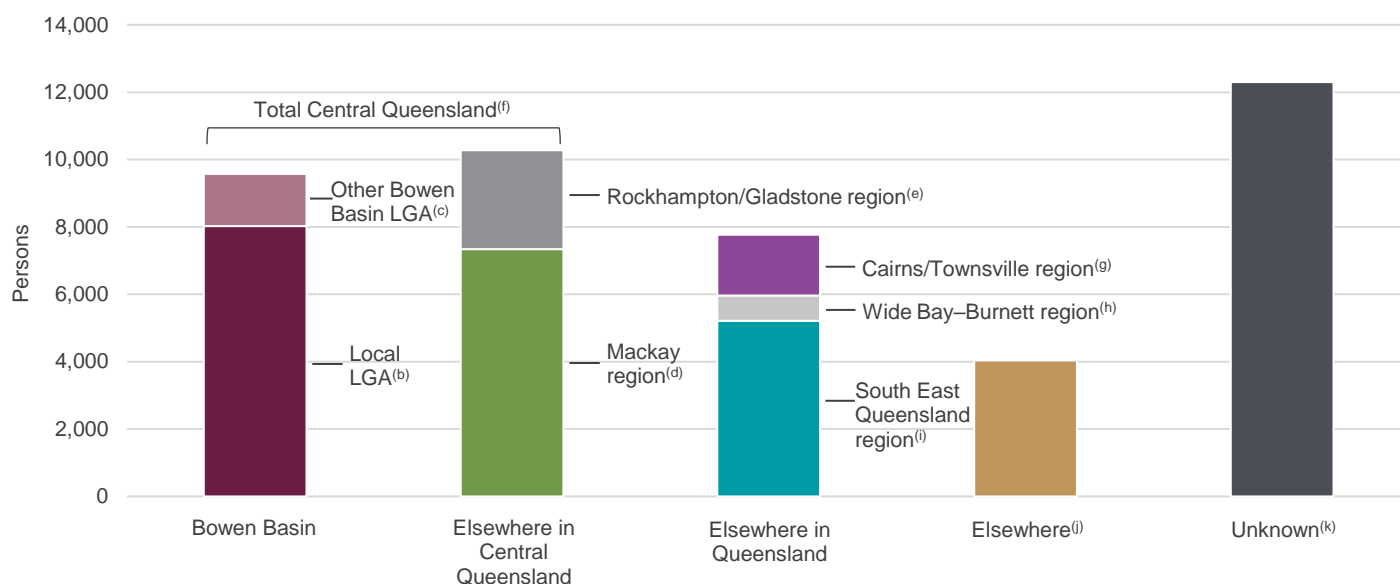 14,000
12,000
10,000
8,000
6,000
4,000
2,000
0
Persons
Total Central Queensland(f)
Other Bowen
Basin LGA(c)
Local
LGA(b)
Rockhampton/Gladstone region(e)
Mackay
region(d)
Cairns/Townsville region(g)
Wide Bay–Burnett region(h)
South East
Queensland
region(i)
Bowen Basin
Elsewhere in
Central
Queensland
Elsewhere in
Queensland
Elsewhere(j)
Unknown(k)